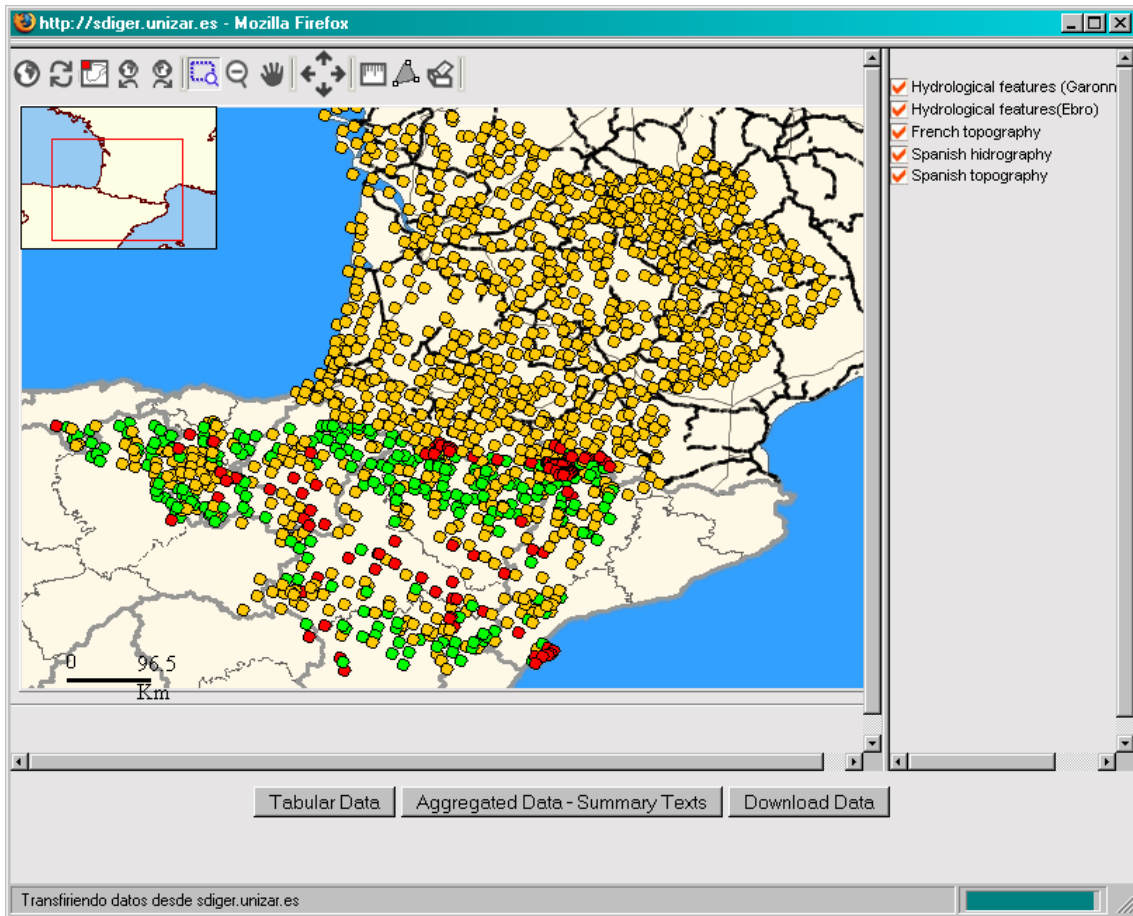 http://sdiger.unizar.es - Mozilla Firefox
Hydrological features (Garonn
Hydrological features(Ebro)
French topography
Spanish hidrography
Spanish topography
0 96.5
Km
Tabular Data
Aggregated Data - Summary Texts
Download Data
Transfiriendo datos desde sdiger.unizar.es